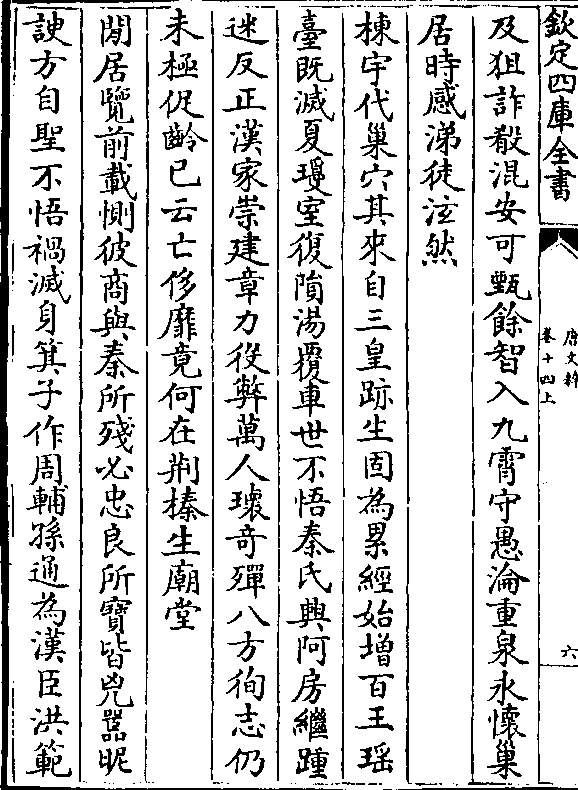 欽定四庫全書
唐文粹
卷十四上
六
及狙詐殽混安可甄餘智入九霄守愚淪重泉永懷巢
居時感涕徒泫然
棟宇代巢穴其來自三皇跡生固為累經始增百王瑶
臺既滅夏瓊室復隕湯覆車世不悟秦氏興阿房繼踵
迷反正漢家崇建章力役弊萬人瓌奇殫八方徇志仍
未極促齡已云亡侈靡竟何在荆榛生廟堂
閒居覽前載惻彼商與秦所殘必忠良所寶皆兇嚚昵
諛方自聖不悟禍滅身箕子作周輔孫通為漢臣洪範